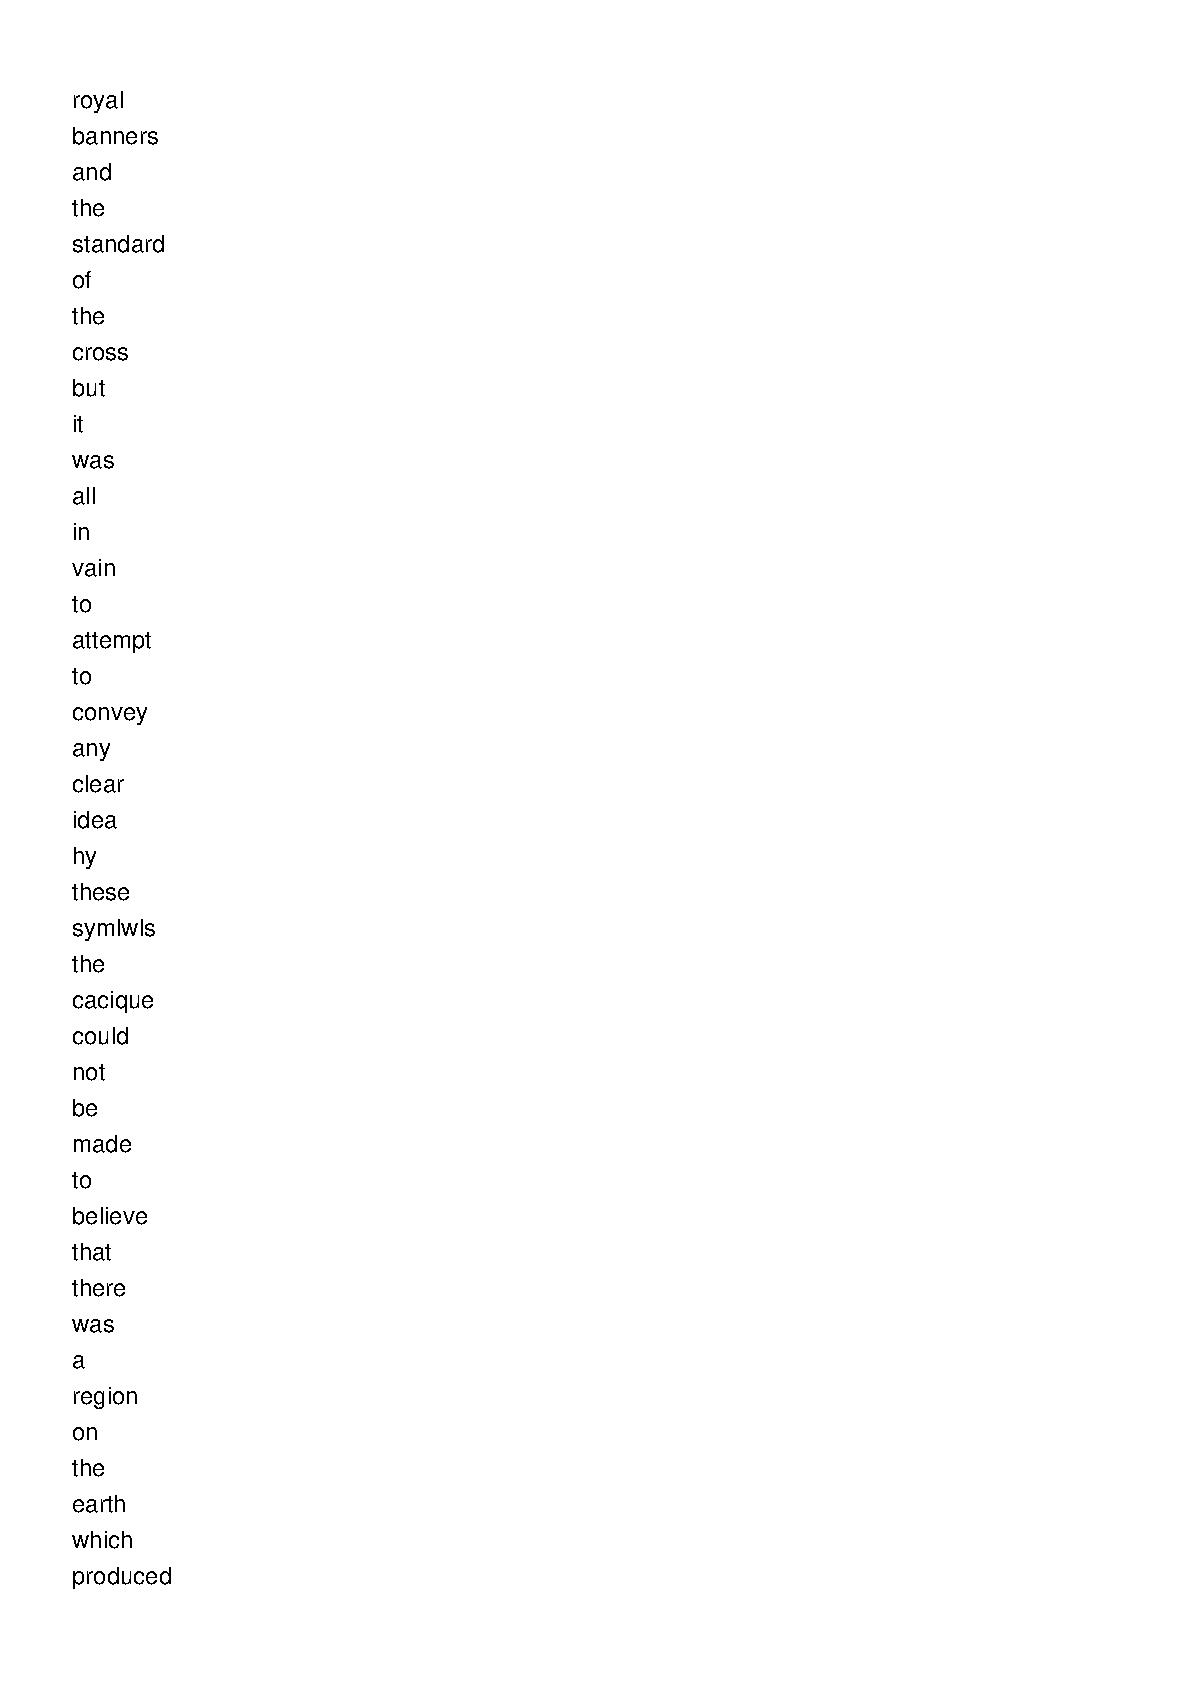 royal
banners
and
the
standard
of
the
cross
but
it
was
all
in
vain
to
attempt
to
convey
any
clear
idea
hy
these
symlwls
the
cacique
could
not
be
made
to
believe
that
there
was
a
region
on
the
earth
which
produced